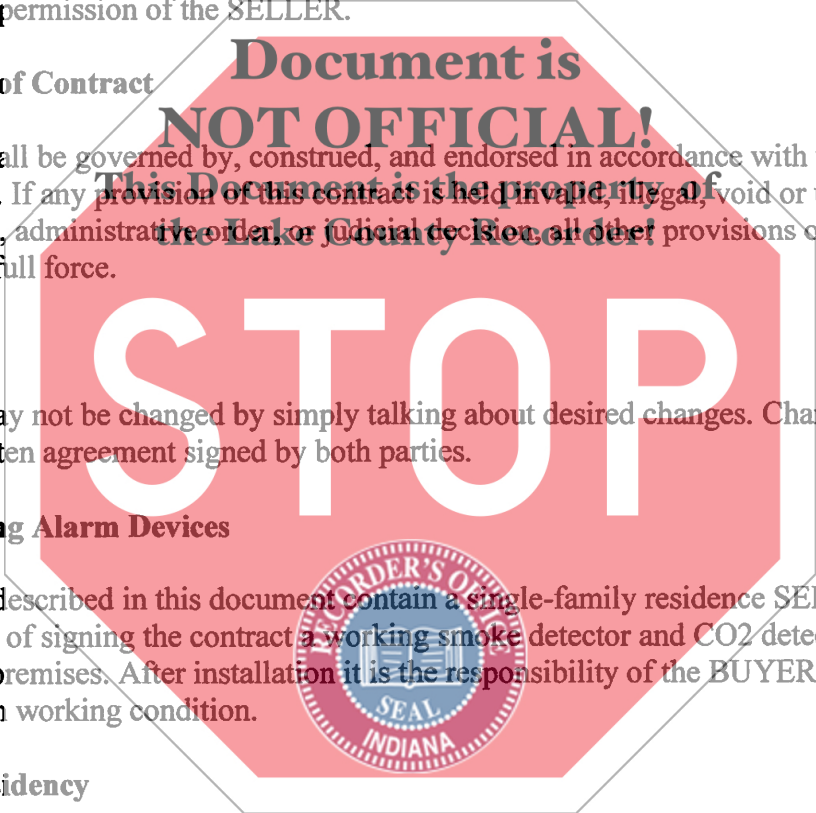 permission of the SELLER.
Document is
of Contract
NOT OFFICIAL!
all be governed by, construed, and endorsed in accordance with
This Document is the property of
If any provision of this contract is held invalid, illegal, void or
the Lake County Recorder!
, administrative order, or judicial decision, all other provisions
full force.
STOP
ay not be changed by simply talking about desired changes. Cha
ten agreement signed by both parties.
ng Alarm Devices
described in this document contain a single-family residence SE
of signing the contract a working smoke detector and CO2 dete
premises. After installation it is the responsibility of the BUYER
working condition.
RECORDER'S OFFICE
SEAL
INDIANA
idency